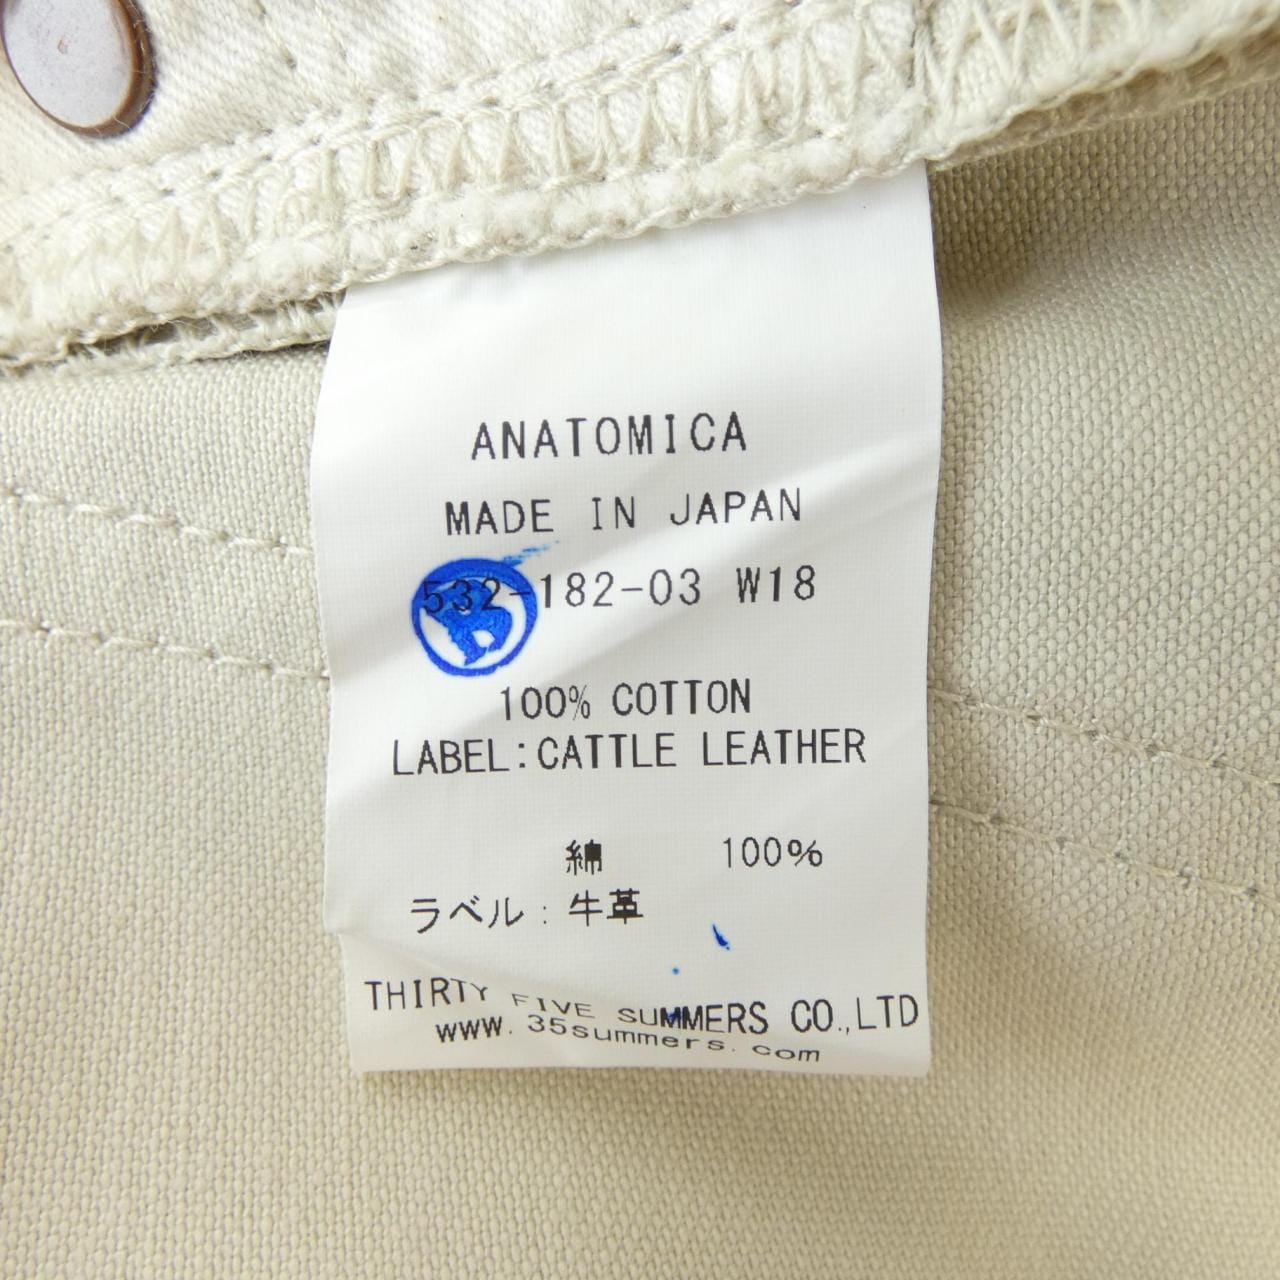 ANATOMICA
MADE IN JAPAN
532-182-03 W18
100% COTTON
LABEL:CATTLE LEATHER
綿 100%
ラベル:牛革
THIRTY FIVE SUMMERS CO.,LTD
www.35summers.com